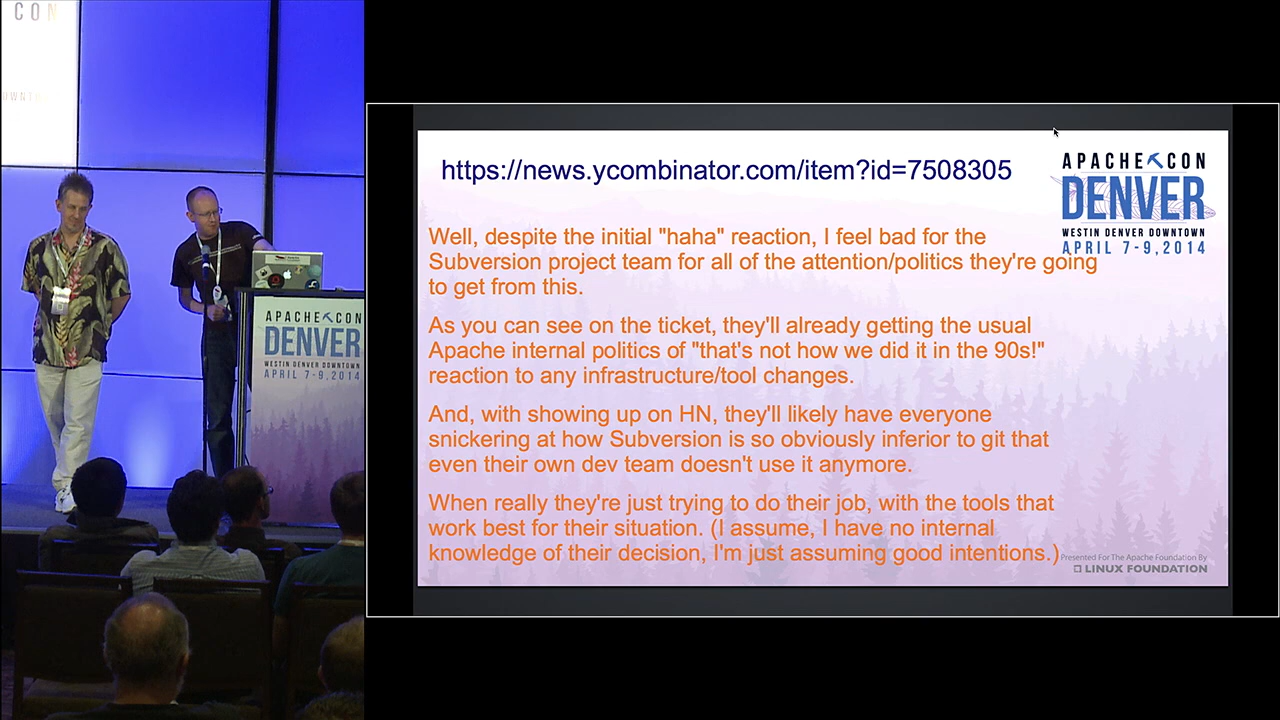 CON
https://news.ycombinator.com/item?id=7508305
APACHE CON
DENVER
WESTIN DENVER DOWNTOWN
APRIL 7-9, 2014
Well, despite the initial "haha" reaction, I feel bad for the
Subversion project team for all of the attention/politics they're going
to get from this.
As you can see on the ticket, they'll already getting the usual
Apache internal politics of "that's not how we did it in the 90s!"
reaction to any infrastructure/tool changes.
And, with showing up on HN, they'll likely have everyone
snickering at how Subversion is so obviously inferior to git that
even their own dev team doesn't use it anymore.
When really they're just trying to do their job, with the tools that
work best for their situation. (I assume, I have no internal
knowledge of their decision, I'm just assuming good intentions.)
Presented For The Apache Foundation By
LINUX FOUNDATION
APACHE CON
DENVER
WESTIN DENVER DOWNTOWN
APRIL 7-9, 2014